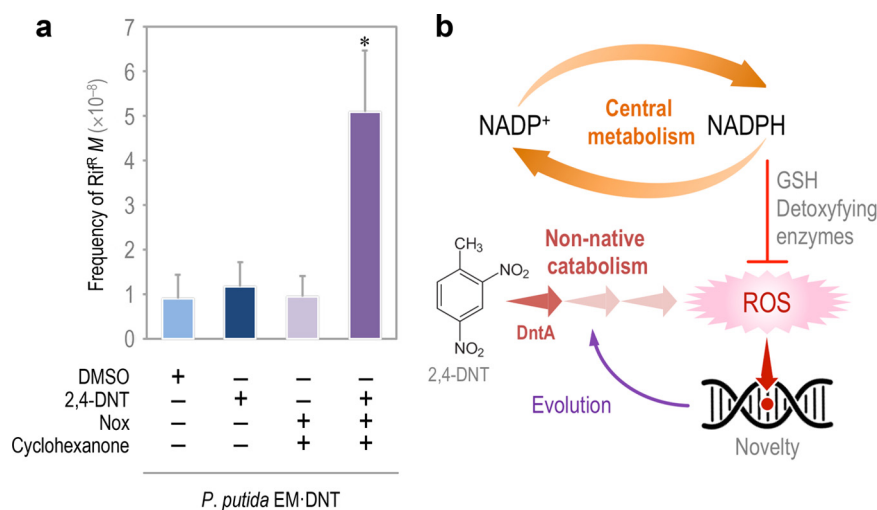 a
Frequency of Rifᴿ M (×10⁻⁸)
7
6
5
4
3
2
1
0
*
DMSO + – – –
2,4-DNT – + – +
Nox – – + +
Cyclohexanone – – + +
P. putida EM·DNT
b
NADP⁺
Central
metabolism
NADPH
GSH
Detoxyfying
enzymes
Non-native
catabolism
CH₃
NO₂
NO₂
2,4-DNT
DntA
ROS
Evolution
Novelty